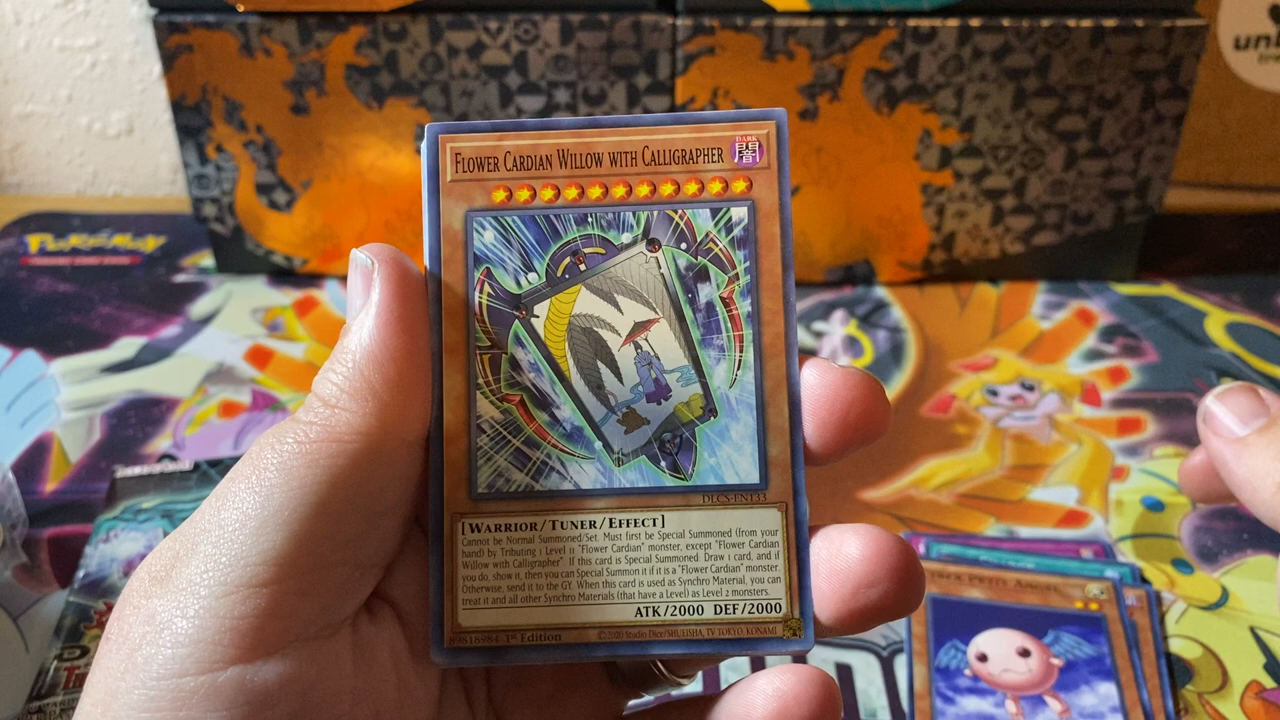 POKÉMON
uni
FLOWER CARDIAN WILLOW WITH CALLIGRAPHER
DARK
闇
DLCS-EN133
[WARRIOR/TUNER/EFFECT]
Cannot be Normal Summoned/Set. Must first be Special Summoned (from your
hand) by Tributing 1 Level 11 "Flower Cardian" monster, except "Flower Cardian
Willow with Calligrapher". If this card is Special Summoned: Draw 1 card, and if
you do, show it, then you can Special Summon it if it is a "Flower Cardian" monster.
Otherwise, send it to the GY. When this card is used as Synchro Material, you can
treat it and all other Synchro Materials (that have a Level) as Level 2 monsters.
ATK/2000 DEF/2000
89818984
1st Edition
©2020 Studio Dice/SHUEISHA, TV TOKYO, KONAMI
Petit Angel